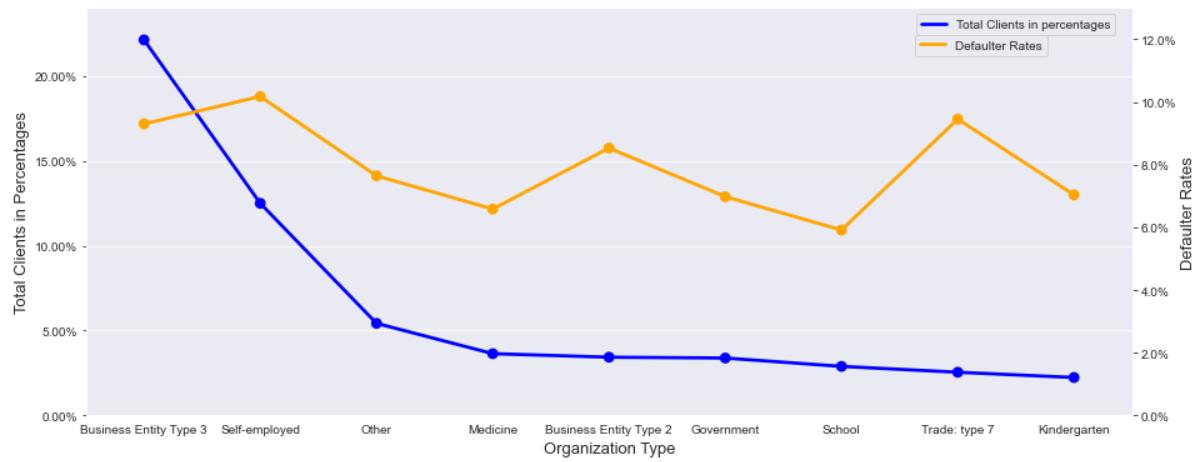 Total Clients in percentages
Defaulter Rates
Total Clients in Percentages
20.00%
15.00%
10.00%
5.00%
0.00%
12.0%
10.0%
8.0%
6.0%
4.0%
2.0%
0.0%
Defaulter Rates
Business Entity Type 3 Self-employed Other Medicine Business Entity Type 2 Government School Trade: type 7 Kindergarten
Organization Type